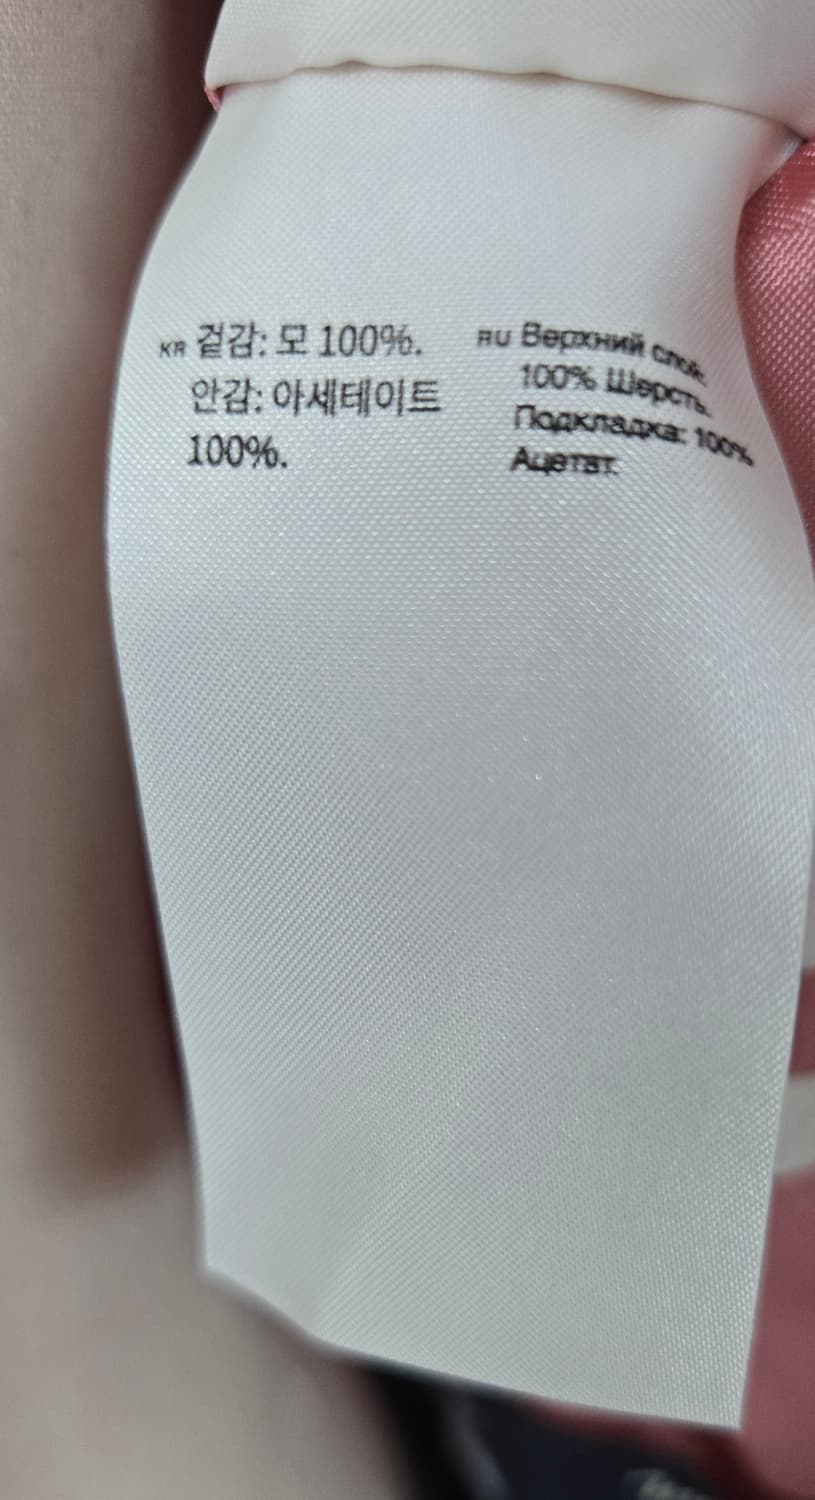 KR 겉감: 모 100%.
안감: 아세테이트
100%.
RU Верхний слой:
100% Шерсть.
Подкладка: 100%
Ацетат.